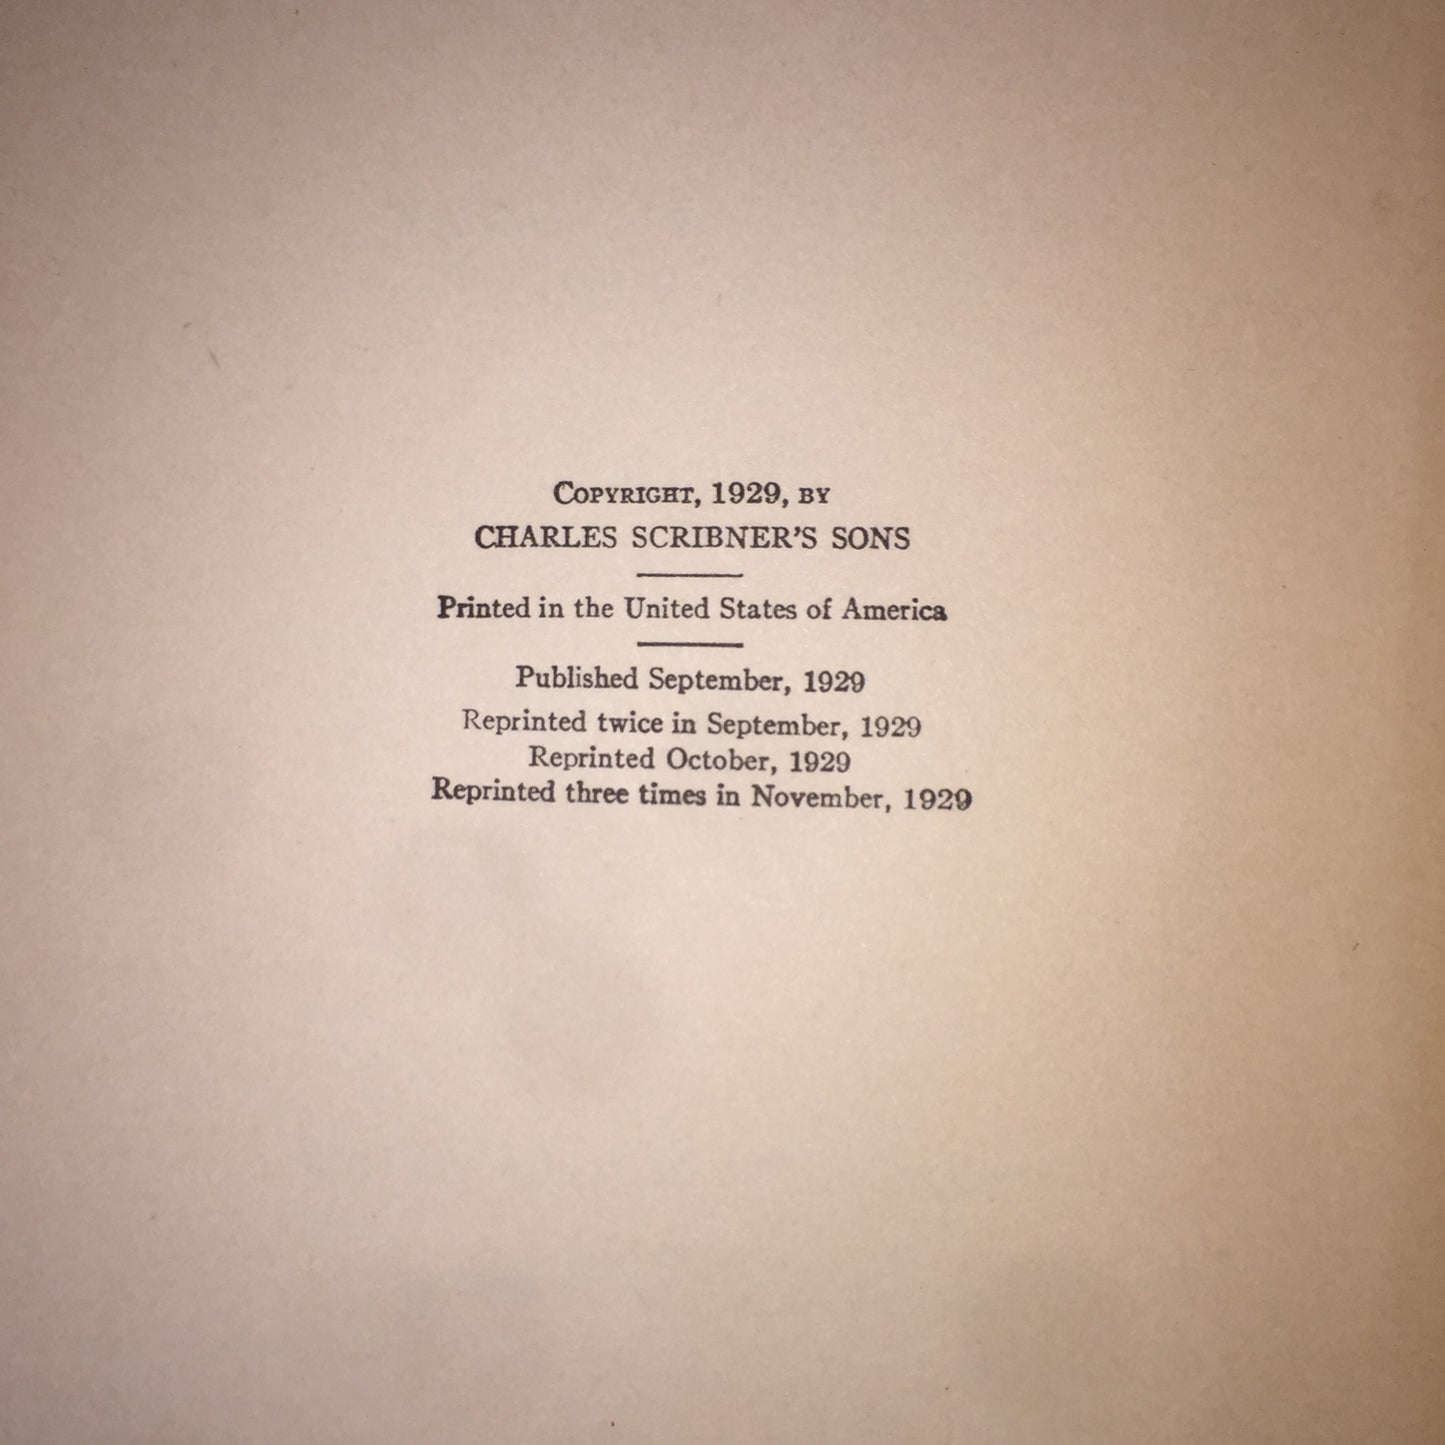 COPYRIGHT, 1929, BY
CHARLES SCRIBNER'S SONS
Printed in the United States of America
Published September, 1929
Reprinted twice in September, 1929
Reprinted October, 1929
Reprinted three times in November, 1929